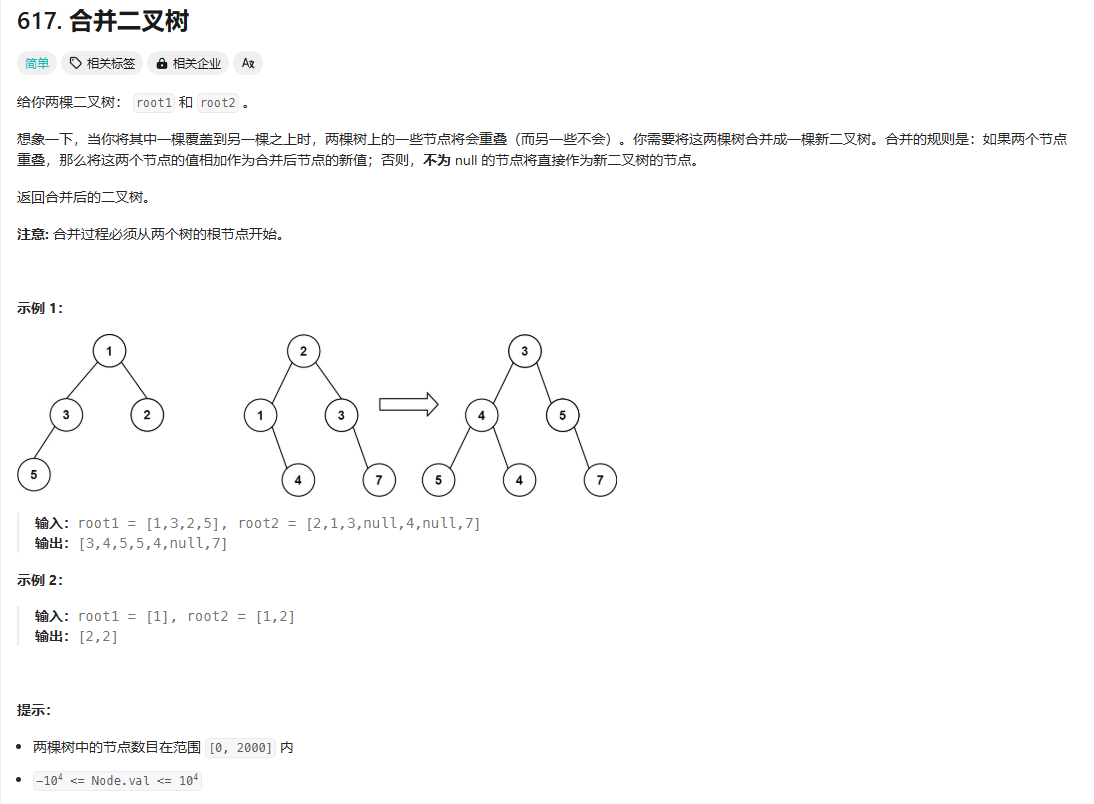 617. 合并二叉树
简单 相关标签 相关企业 Ax
给你两棵二叉树： root1 和 root2 。
想象一下，当你将其中一棵覆盖到另一棵之上时，两棵树上的一些节点将会重叠（而另一些不会）。你需要将这两棵树合并成一棵新二叉树。合并的规则是：如果两个节点
重叠，那么将这两个节点的值相加作为合并后节点的新值；否则，不为 null 的节点将直接作为新二叉树的节点。
返回合并后的二叉树。
注意: 合并过程必须从两个树的根节点开始。
示例 1：
1 2 3
3 2 1 3 4 5
5 4 7 5 4 7
输入：root1 = [1,3,2,5], root2 = [2,1,3,null,4,null,7]
输出：[3,4,5,5,4,null,7]
示例 2：
输入：root1 = [1], root2 = [1,2]
输出：[2,2]
提示：
• 两棵树中的节点数目在范围 [0, 2000] 内
• -10⁴ <= Node.val <= 10⁴